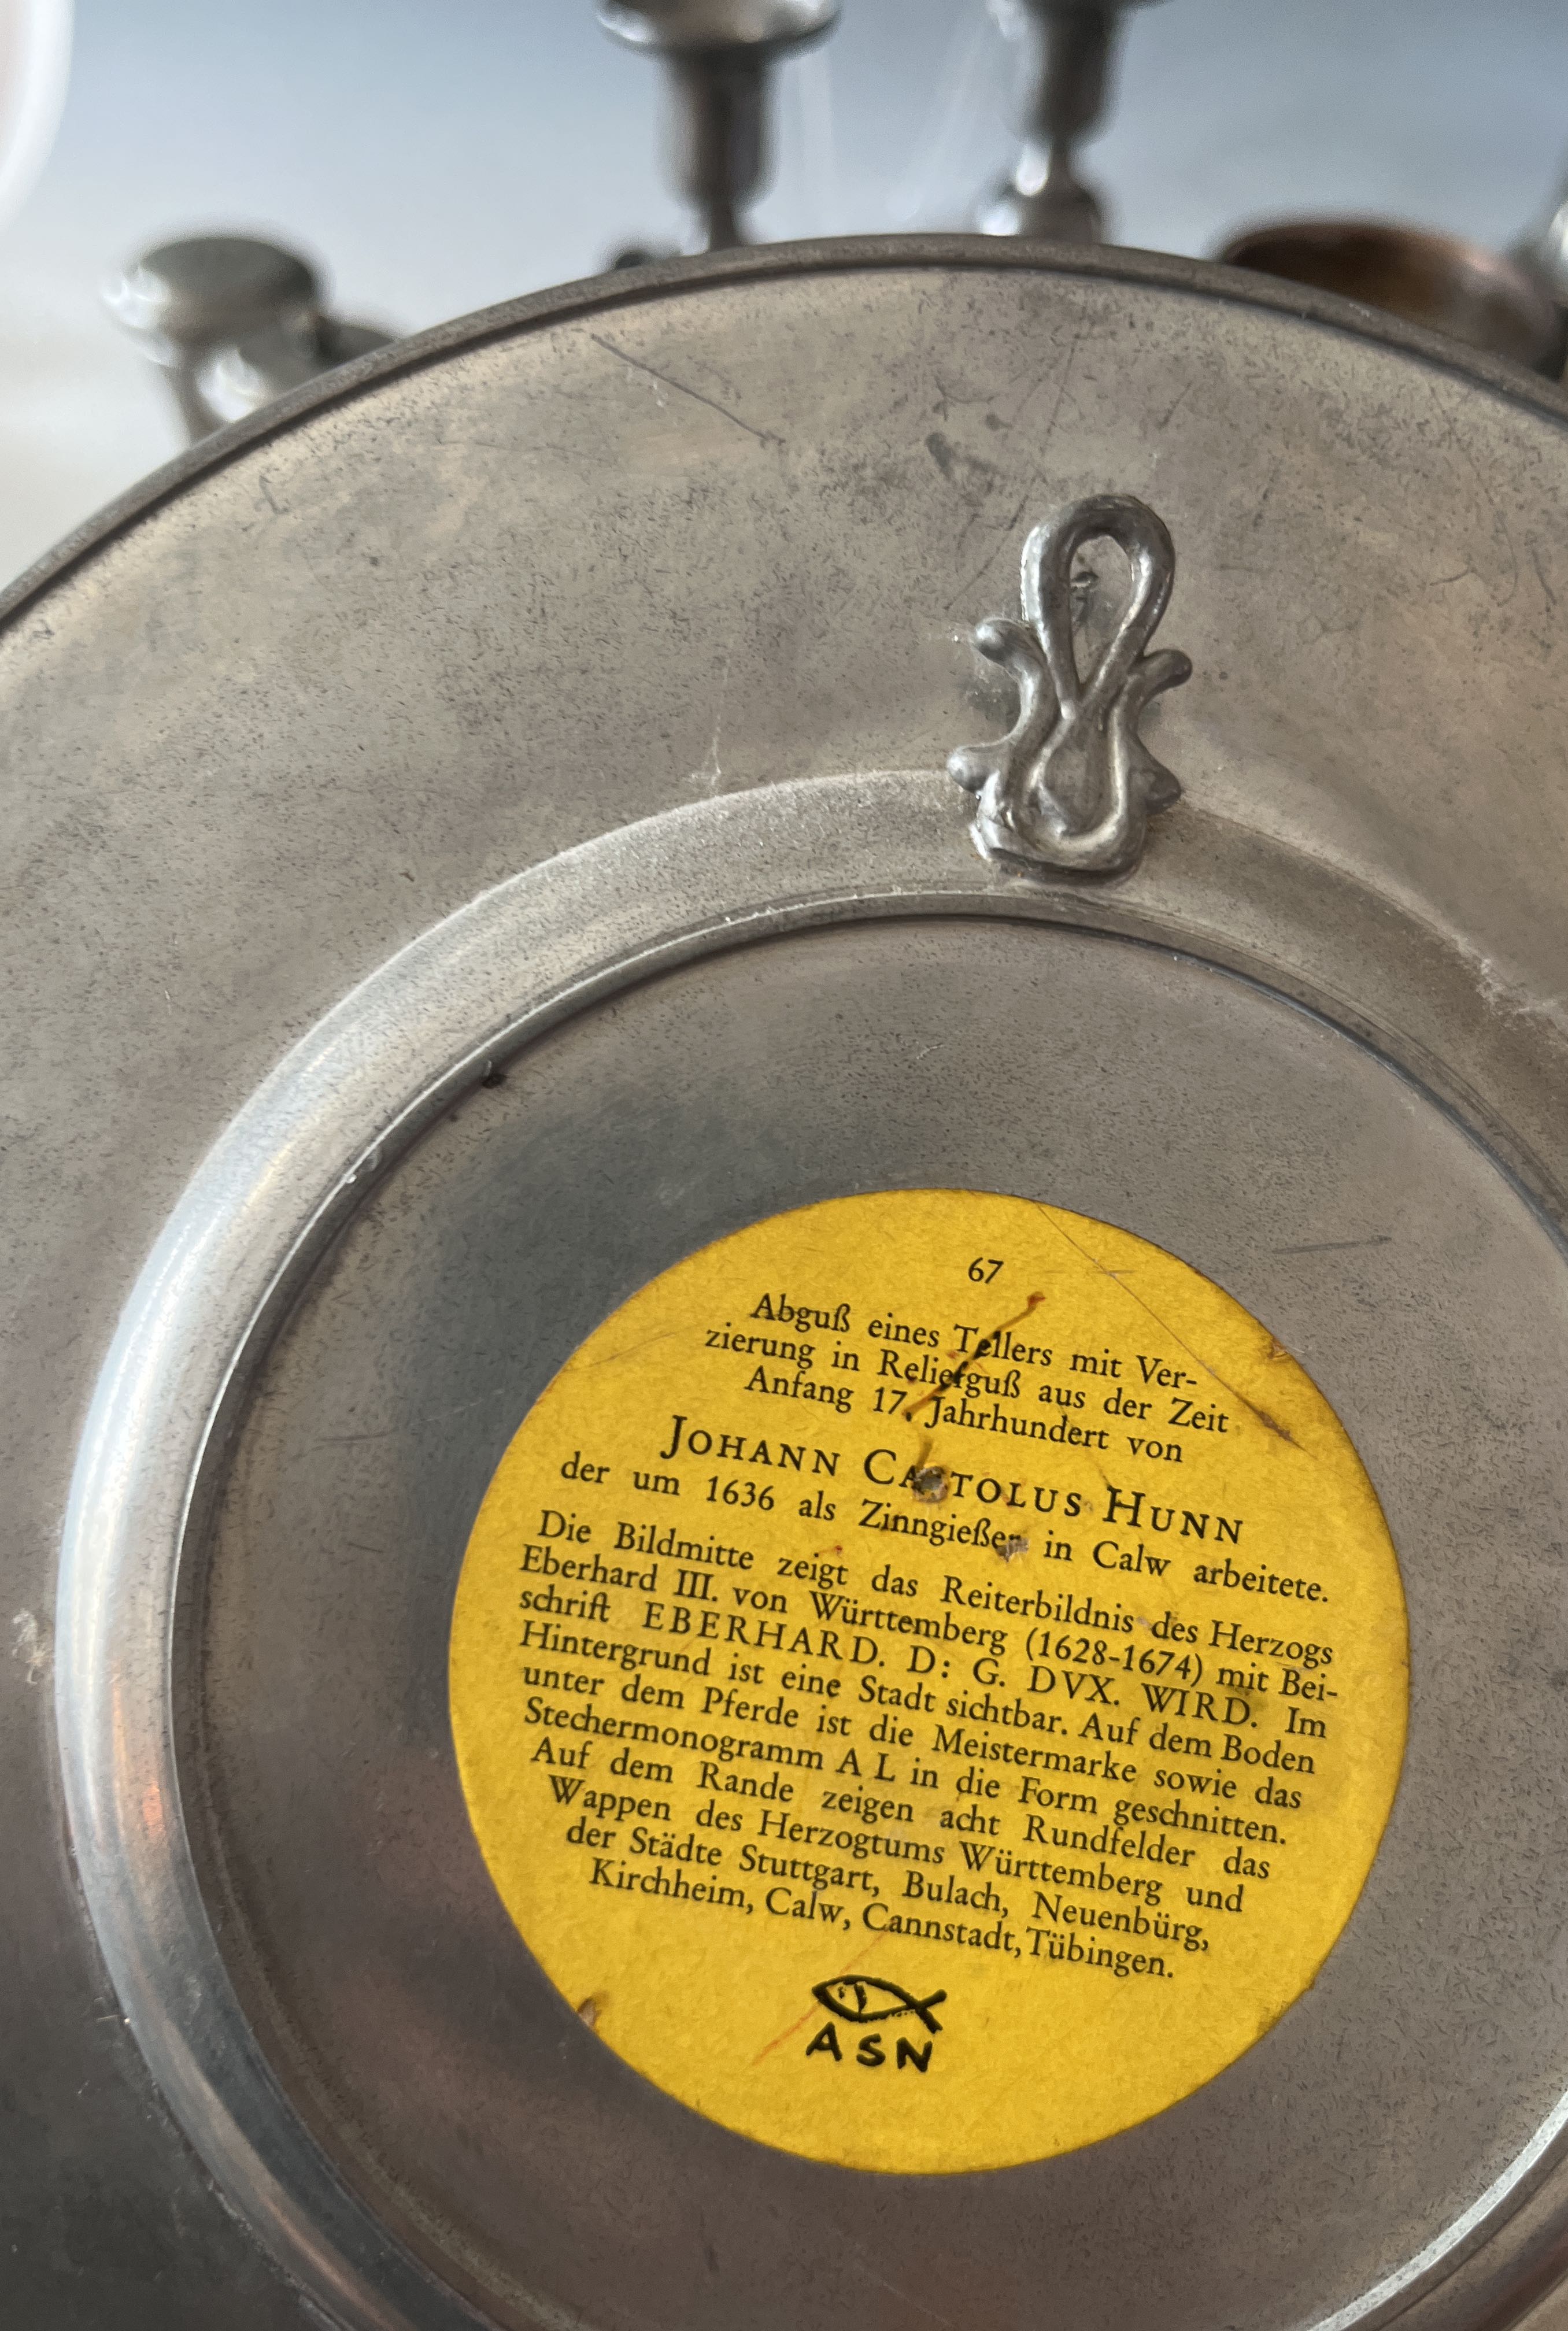 67
Abguß eines Tellers mit Ver-
zierung in Reliefguß aus der Zeit
Anfang 17. Jahrhundert von
JOHANN HUNN
der um 1636 als Zinngießer in Calw arbeitete.
Die Bildmitte zeigt das Reiterbildnis des Herzogs
Eberhard III. von Württemberg (1628-1674) mit Bei-
schrift EBERHARD. D: G. DVX. WIRD. Im
Hintergrund ist eine Stadt sichtbar. Auf dem Boden
unter dem Pferde ist die Meistermarke sowie das
Stechermonogramm A L in die Form geschnitten.
Auf dem Rande zeigen acht Rundfelder das
Wappen des Herzogtums Württemberg und
der Städte Stuttgart, Bulach, Neuenbürg,
Kirchheim, Calw, Cannstadt, Tübingen.
ASN